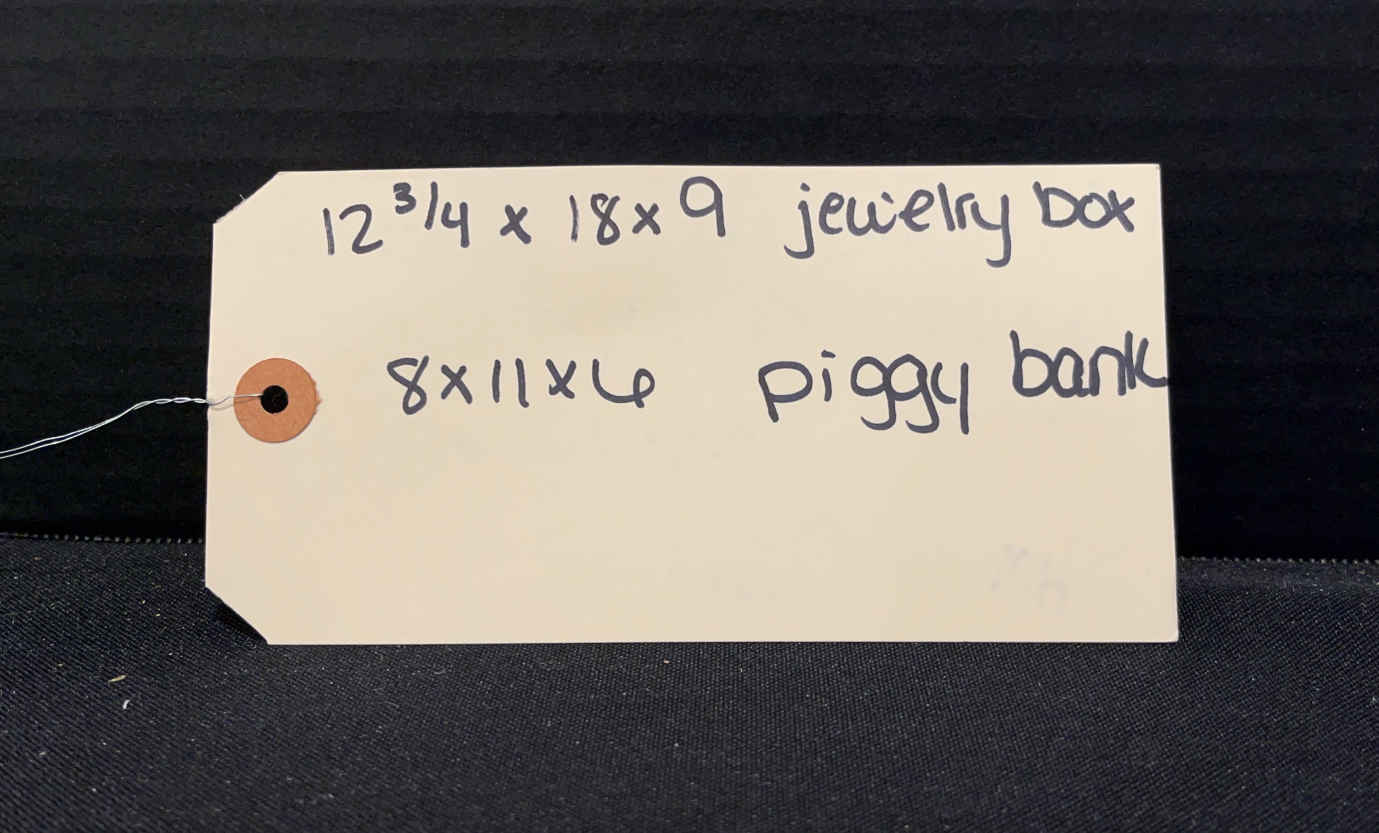 12 3/4 x 18 x 9 jewelry box
8 x 11 x 6 piggy bank